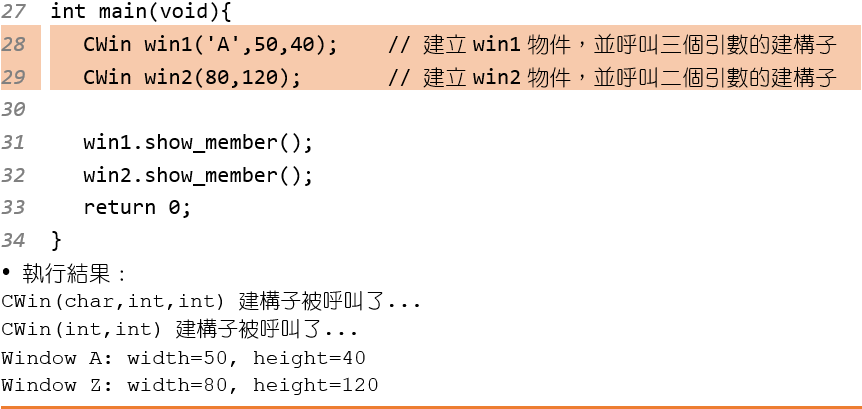 27 int main(void){
28 CWin win1('A',50,40); // 建立 win1 物件，並呼叫三個引數的建構子
29 CWin win2(80,120); // 建立 win2 物件，並呼叫二個引數的建構子
30
31 win1.show_member();
32 win2.show_member();
33 return 0;
34 }
• 執行結果：
CWin(char,int,int) 建構子被呼叫了...
CWin(int,int) 建構子被呼叫了...
Window A: width=50, height=40
Window Z: width=80, height=120